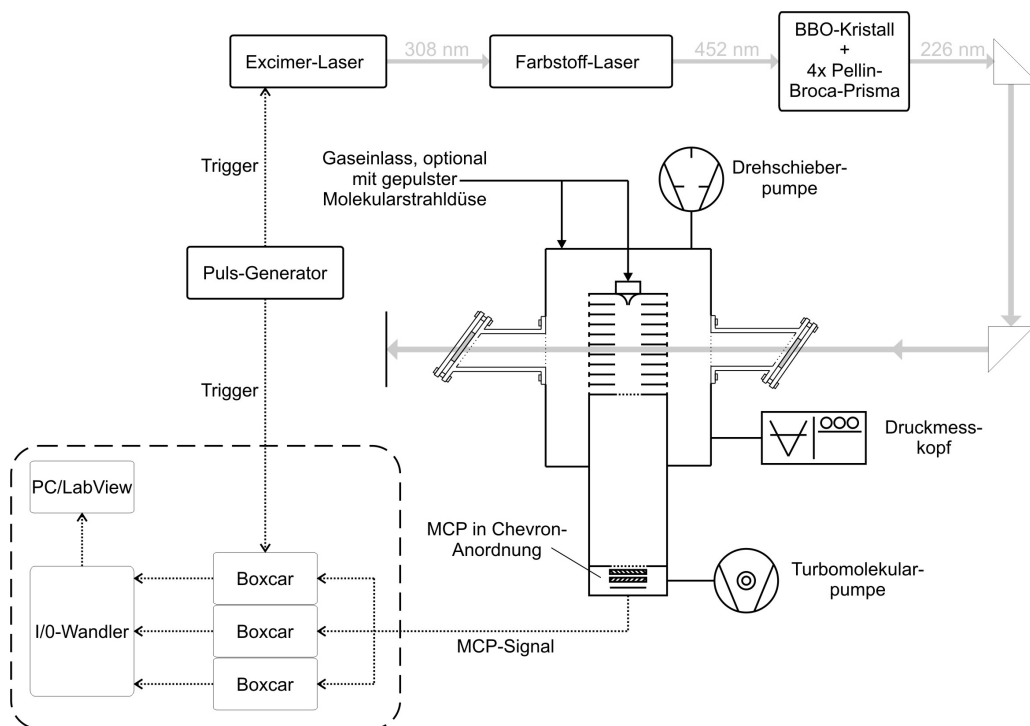 Excimer-Laser
308 nm
Farbstoff-Laser
452 nm
BBO-Kristall
+
4x Pellin-
Broca-Prisma
226 nm
Trigger
Gaseinlass, optional
mit gepulster
Molekularstrahldüse
Drehschieber-
pumpe
Puls-Generator
Trigger
Druckmess-
kopf
PC/LabView
MCP in Chevron-
Anordnung
Turbomolekular-
pumpe
Boxcar
I/0-Wandler
Boxcar
Boxcar
MCP-Signal